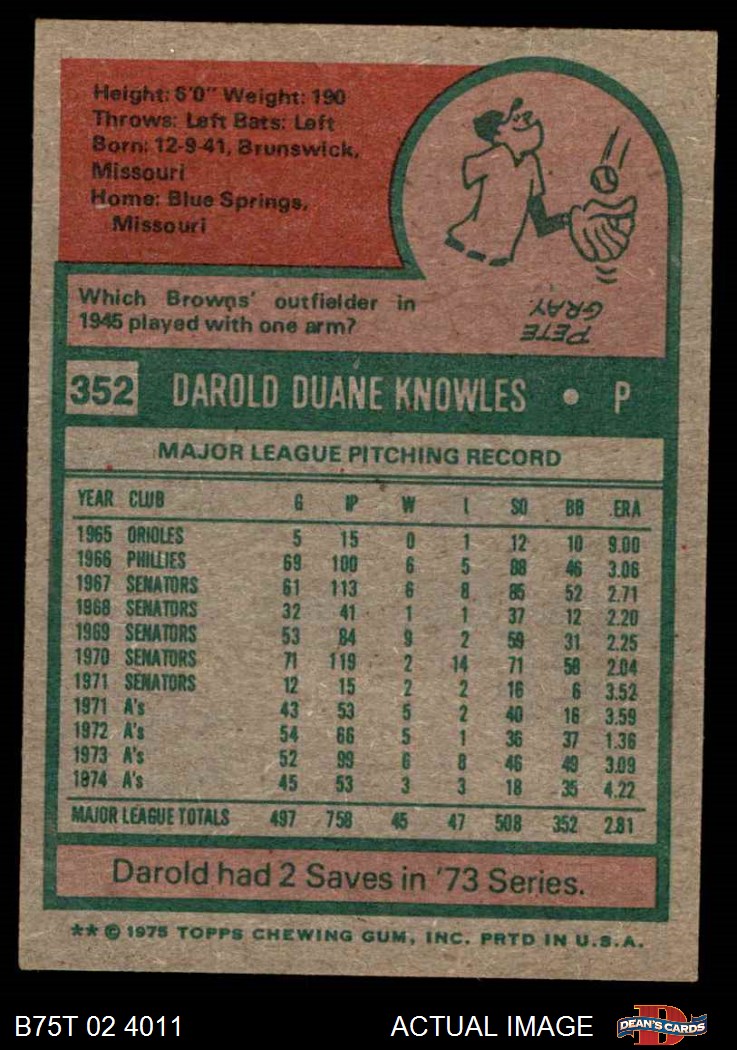 Height: 6'0" Weight: 190
Throws: Left Bats: Left
Born: 12-9-41, Brunswick,
Missouri
Home: Blue Springs,
Missouri
Which Browns' outfielder in
1945 played with one arm?
PETE
GRAY
352 DAROLD DUANE KNOWLES • P
MAJOR LEAGUE PITCHING RECORD
YEAR CLUB G IP W L SO BB ERA
1965 ORIOLES 5 15 0 1 12 10 9.00
1966 PHILLIES 69 100 6 5 88 46 3.06
1967 SENATORS 61 113 6 8 85 52 2.71
1968 SENATORS 32 41 1 1 37 12 2.20
1969 SENATORS 53 84 9 2 59 31 2.25
1970 SENATORS 71 119 2 14 71 58 2.04
1971 SENATORS 12 15 2 2 16 6 3.52
1971 A's 43 53 5 2 40 16 3.59
1972 A's 54 66 5 1 36 37 1.36
1973 A's 52 99 6 8 46 49 3.09
1974 A's 45 53 3 3 18 35 4.22
MAJOR LEAGUE TOTALS 497 758 45 47 508 352 2.81
Darold had 2 Saves in '73 Series.
** © 1975 TOPPS CHEWING GUM, INC. PRTD IN U.S.A.
B75T 02 4011 ACTUAL IMAGE DEAN'S CARDS